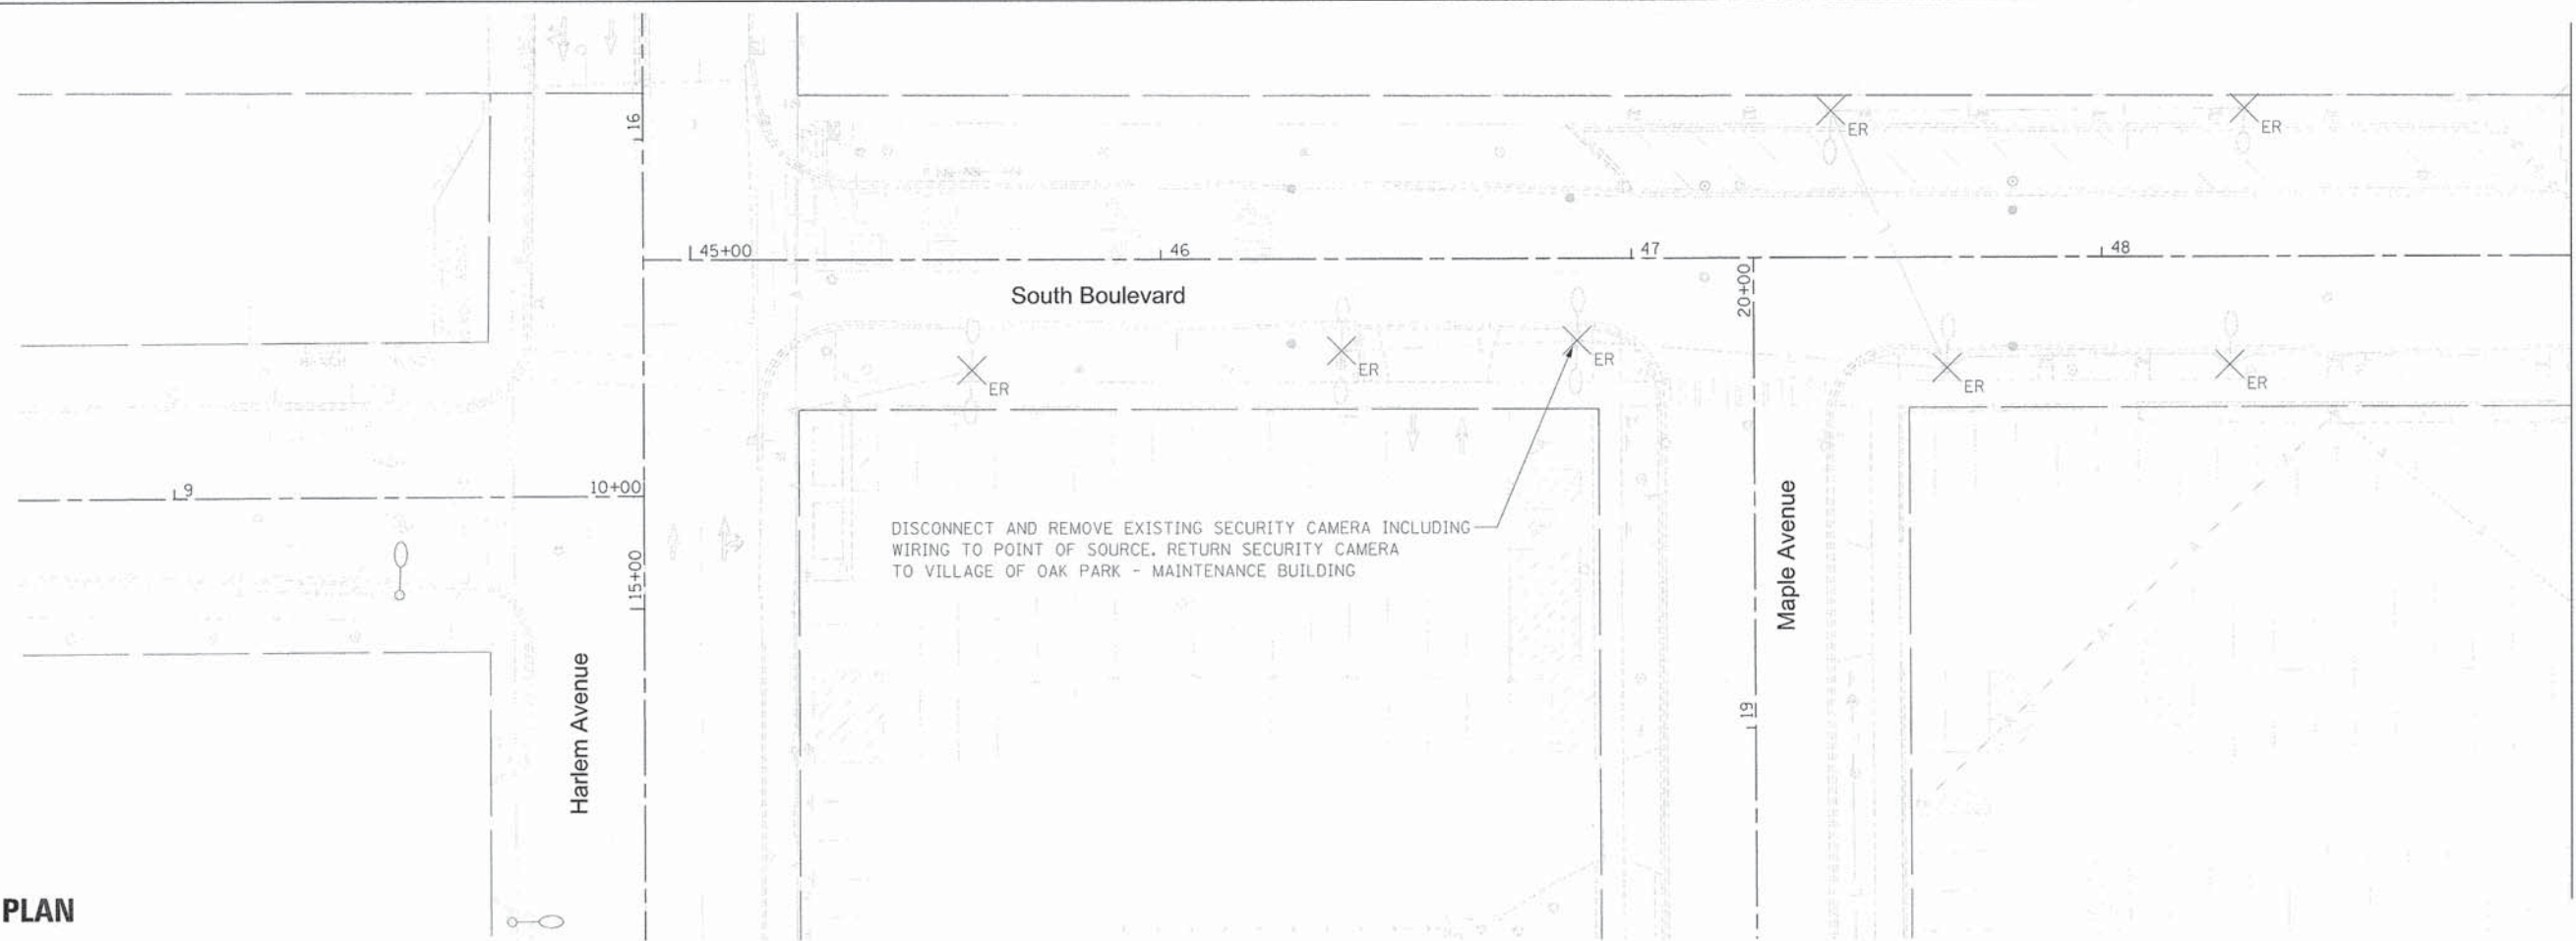 16
ER
ER
45+00
46
47
48
South Boulevard
20+00
ER
ER
ER
ER
ER
9
10+00
DISCONNECT AND REMOVE EXISTING SECURITY CAMERA INCLUDING
WIRING TO POINT OF SOURCE. RETURN SECURITY CAMERA
TO VILLAGE OF OAK PARK - MAINTENANCE BUILDING
15+00
Maple Avenue
Harlem Avenue
19
PLAN